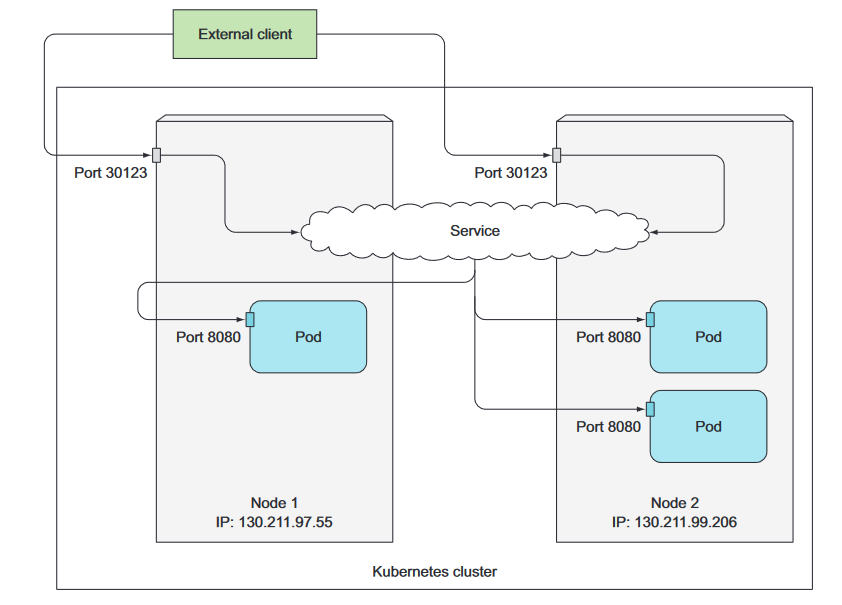 External client
Port 30123
Port 30123
Service
Port 8080
Pod
Port 8080
Pod
Port 8080
Pod
Node 1
IP: 130.211.97.55
Node 2
IP: 130.211.99.206
Kubernetes cluster